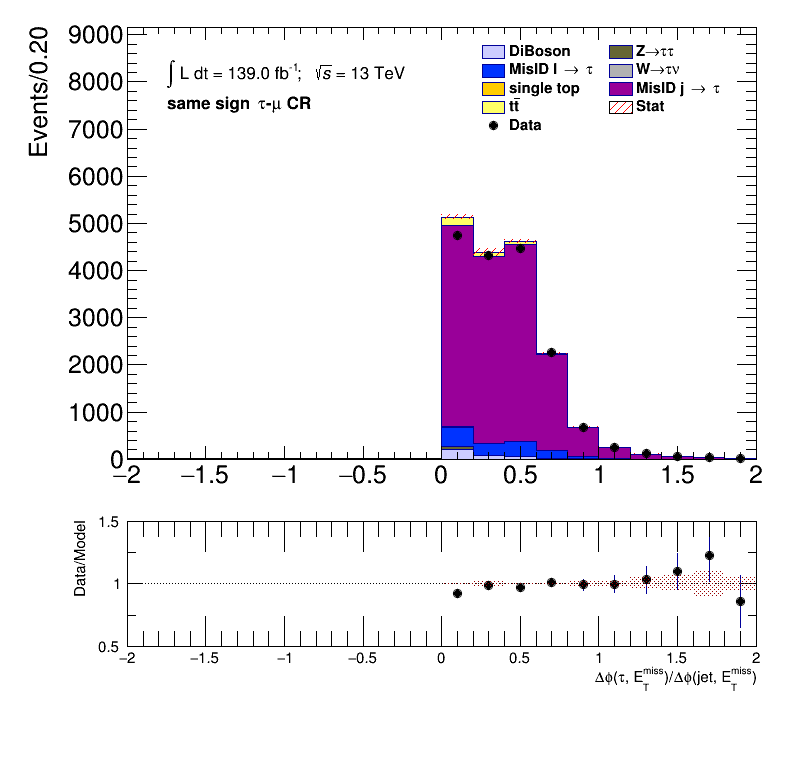 9000
8000
7000
6000
5000
4000
3000
2000
1000
0
Events/0.20
∫ L dt = 139.0 fb⁻¹; √s = 13 TeV
same sign τ-μ CR
DiBoson
Z→ττ
MisID l → τ
W→τν
single top
MisID j → τ
tt̄
Stat
Data
−2 −1.5 −1 −0.5 0 0.5 1 1.5 2
Data/Model
1.5
1
0.5
−2 −1.5 −1 −0.5 0 0.5 1 1.5 2
Δϕ(τ, E_T^miss)/Δϕ(jet, E_T^miss)